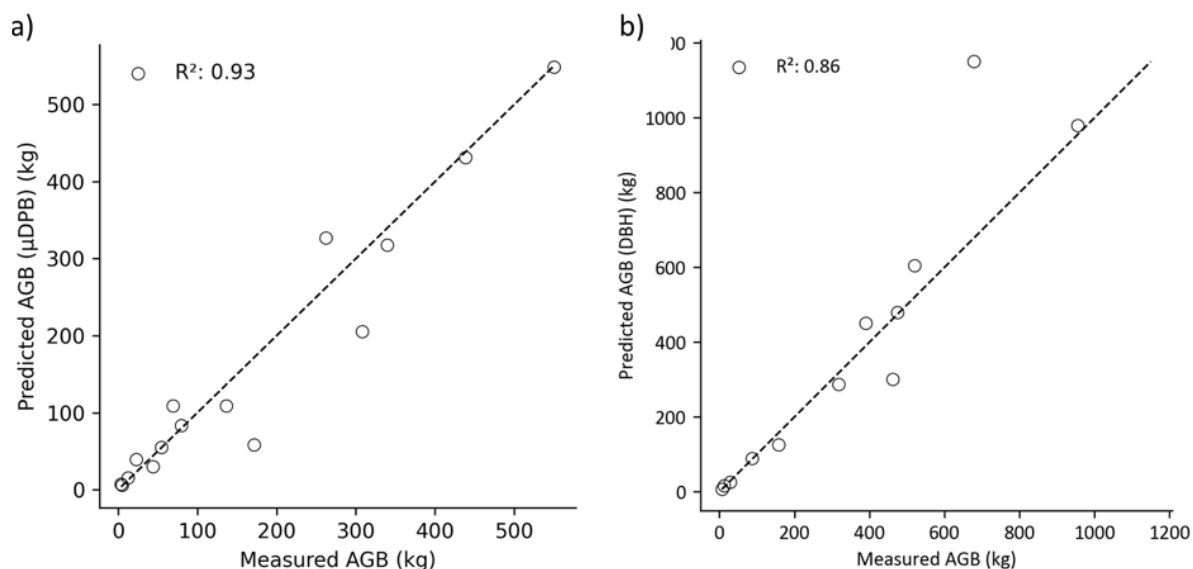 a)
R²: 0.93
500
400
300
200
100
0
Predicted AGB (µDPB) (kg)
0 100 200 300 400 500
Measured AGB (kg)
b)
R²: 0.86
00
1000
800
600
400
200
0
Predicted AGB (DBH) (kg)
0 200 400 600 800 1000 1200
Measured AGB (kg)